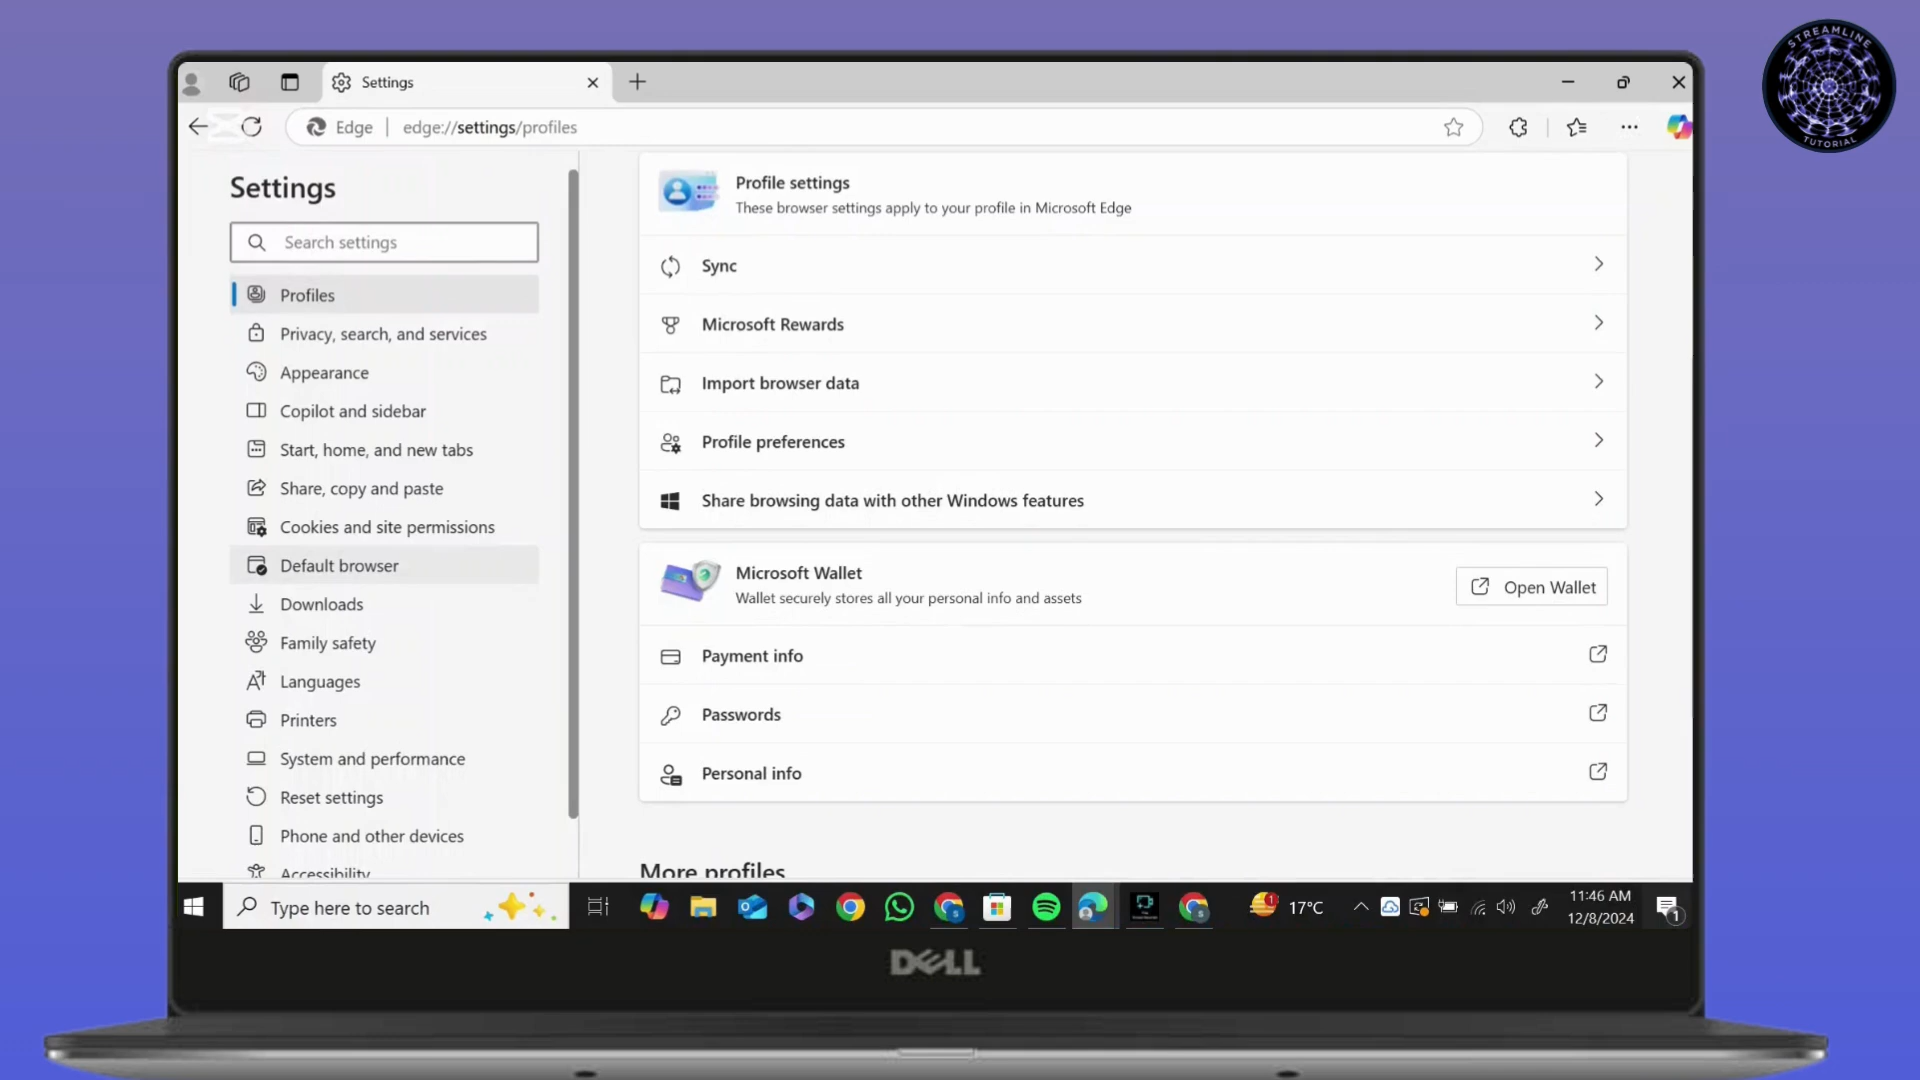 STREAMLINE
TUTORIAL
Settings
Edge
edge://settings/profiles
Settings
Search settings
Profiles
Privacy, search, and services
Appearance
Copilot and sidebar
Start, home, and new tabs
Share, copy and paste
Cookies and site permissions
Default browser
Downloads
Family safety
Languages
Printers
System and performance
Reset settings
Phone and other devices
Accessibility
Profile settings
These browser settings apply to your profile in Microsoft Edge
Sync
Microsoft Rewards
Import browser data
Profile preferences
Share browsing data with other Windows features
Microsoft Wallet
Wallet securely stores all your personal info and assets
Open Wallet
Payment info
Passwords
Personal info
More profiles
Type here to search
1
17°C
11:46 AM
12/8/2024
1
DELL